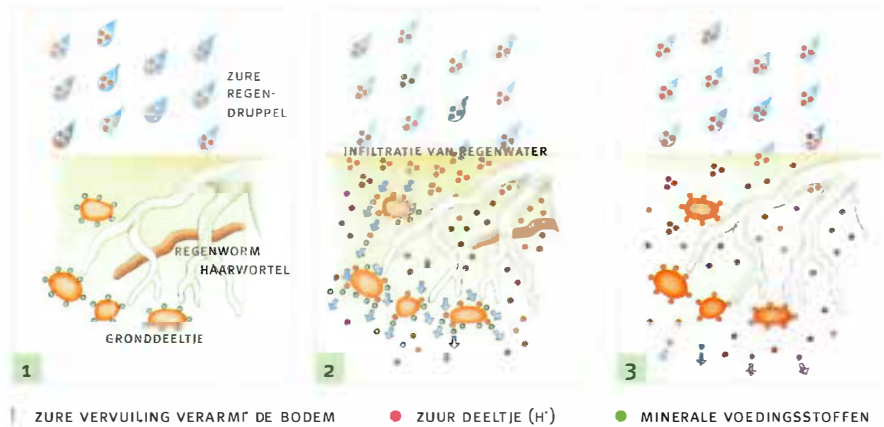 ZURE
REGEN-
DRUPPEL
INFILTRATIE VAN REGENWATER
REGENWORM
HAARWORTEL
GRONDDEELTJE
1
2
3
ZURE VERVUILING VERARMT DE BODEM
ZUUR DEELTJE (H⁺)
MINERALE VOEDINGSSTOFFEN